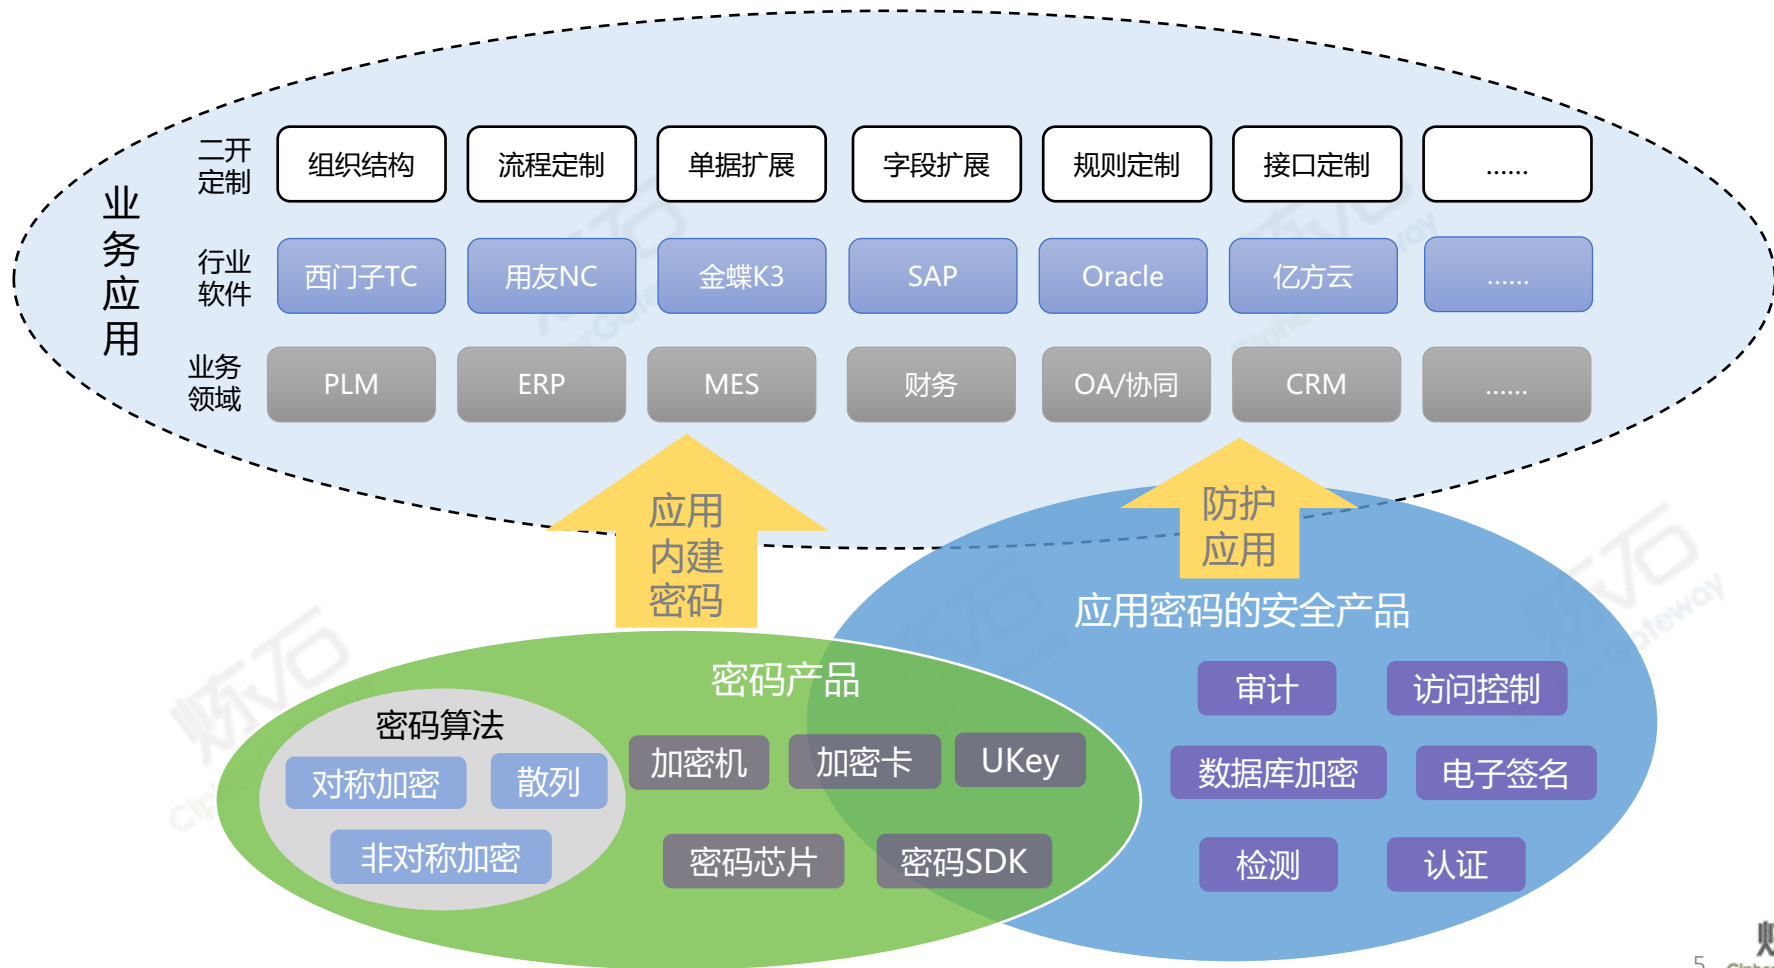 二开
定制
组织结构
流程定制
单据扩展
字段扩展
规则定制
接口定制
......
业
务
应
用
行业
软件
西门子TC
用友NC
金蝶K3
SAP
Oracle
亿方云
......
业务
领域
PLM
ERP
MES
财务
OA/协同
CRM
......
应用
内建
密码
防护
应用
应用密码的安全产品
密码产品
密码算法
对称加密
散列
非对称加密
加密机
加密卡
UKey
密码芯片
密码SDK
审计
访问控制
数据库加密
电子签名
检测
认证
炼石
CipherGateway
5